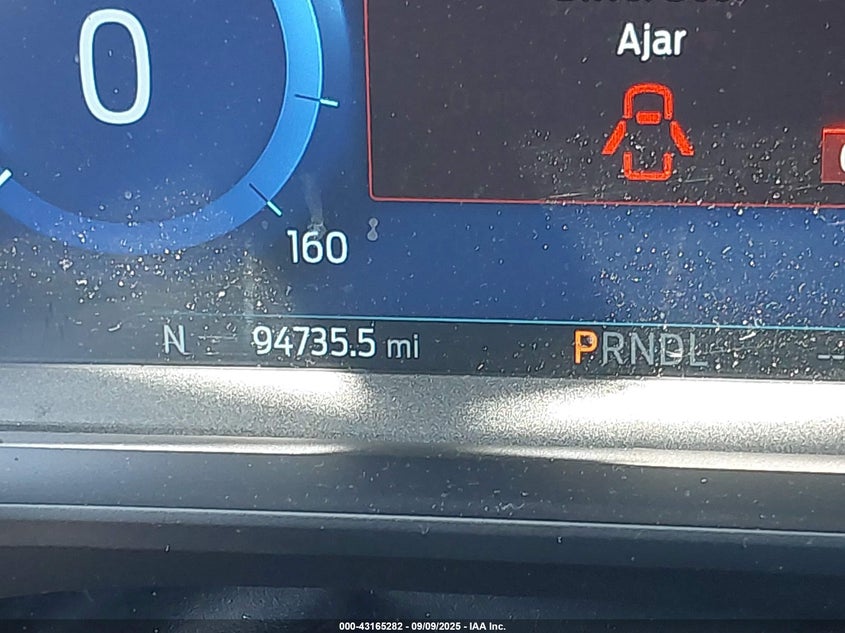 0
Ajar
160
N 94735.5 mi PRNDL --
000-43165282 - 09/09/2025 - IAA Inc.